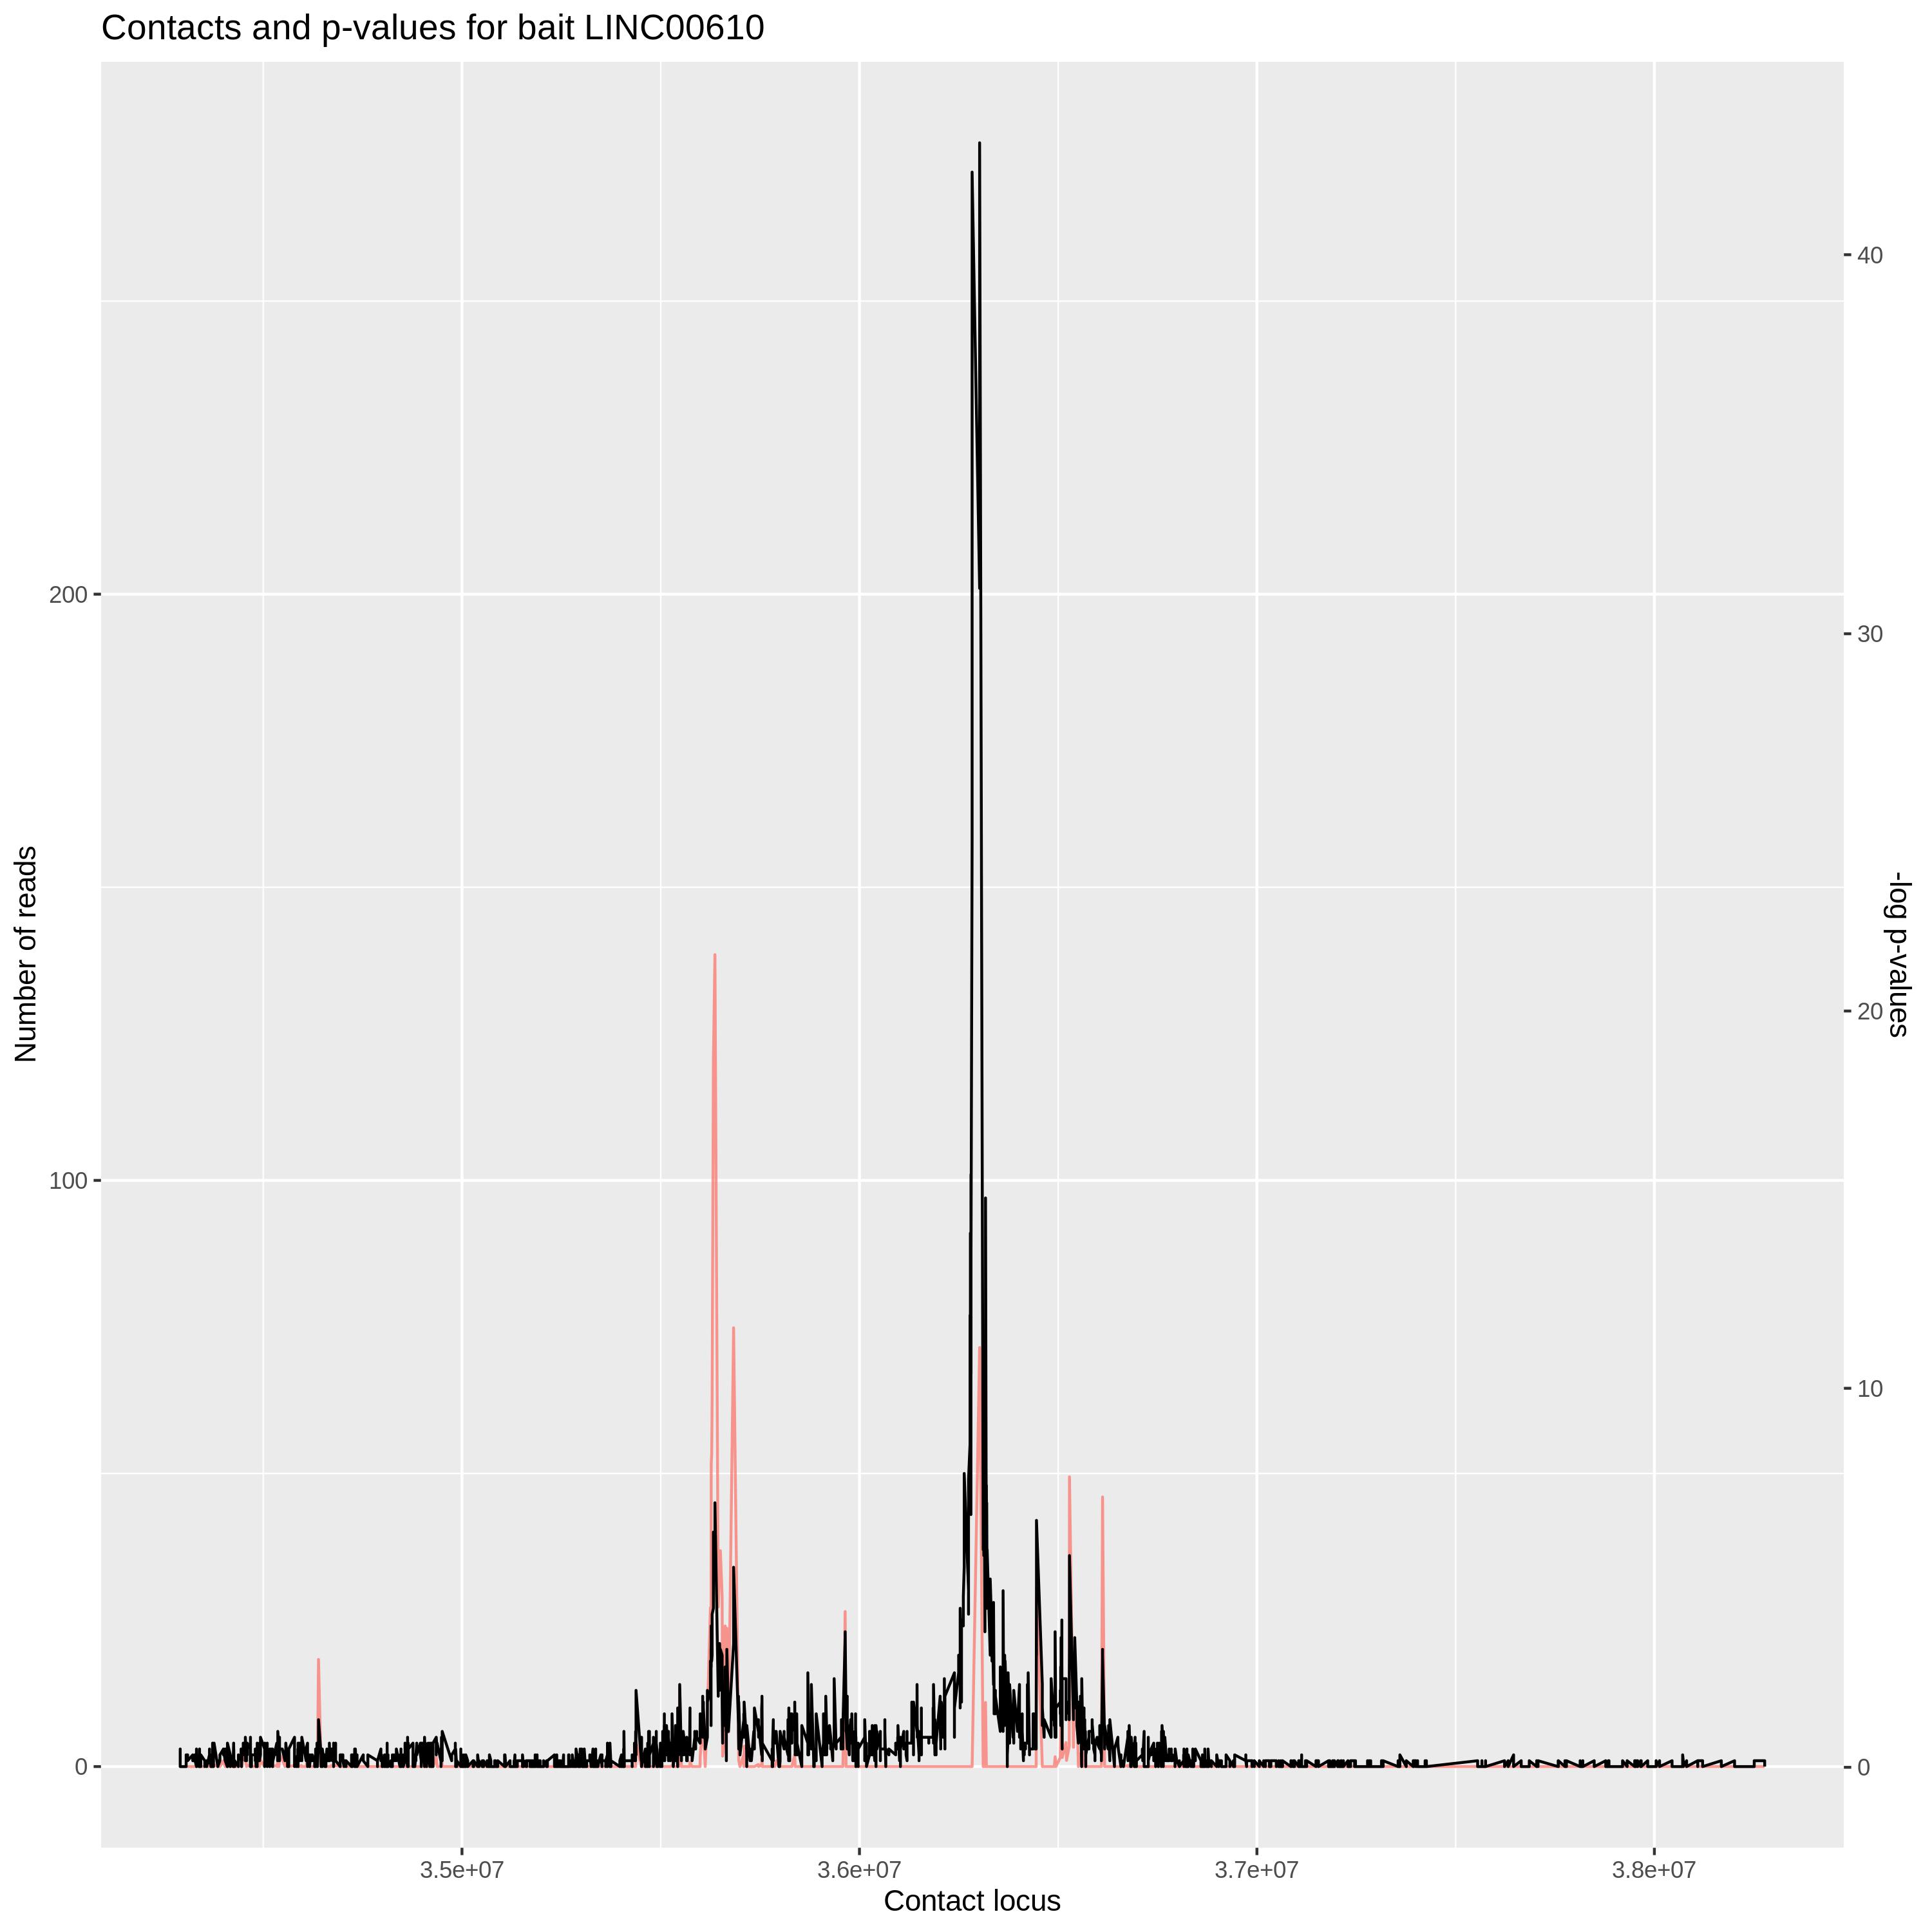 Contacts and p-values for bait LINC00610
Number of reads
200
100
0
40
30
20
10
0
-log p-values
3.5e+07
3.6e+07
3.7e+07
3.8e+07
Contact locus